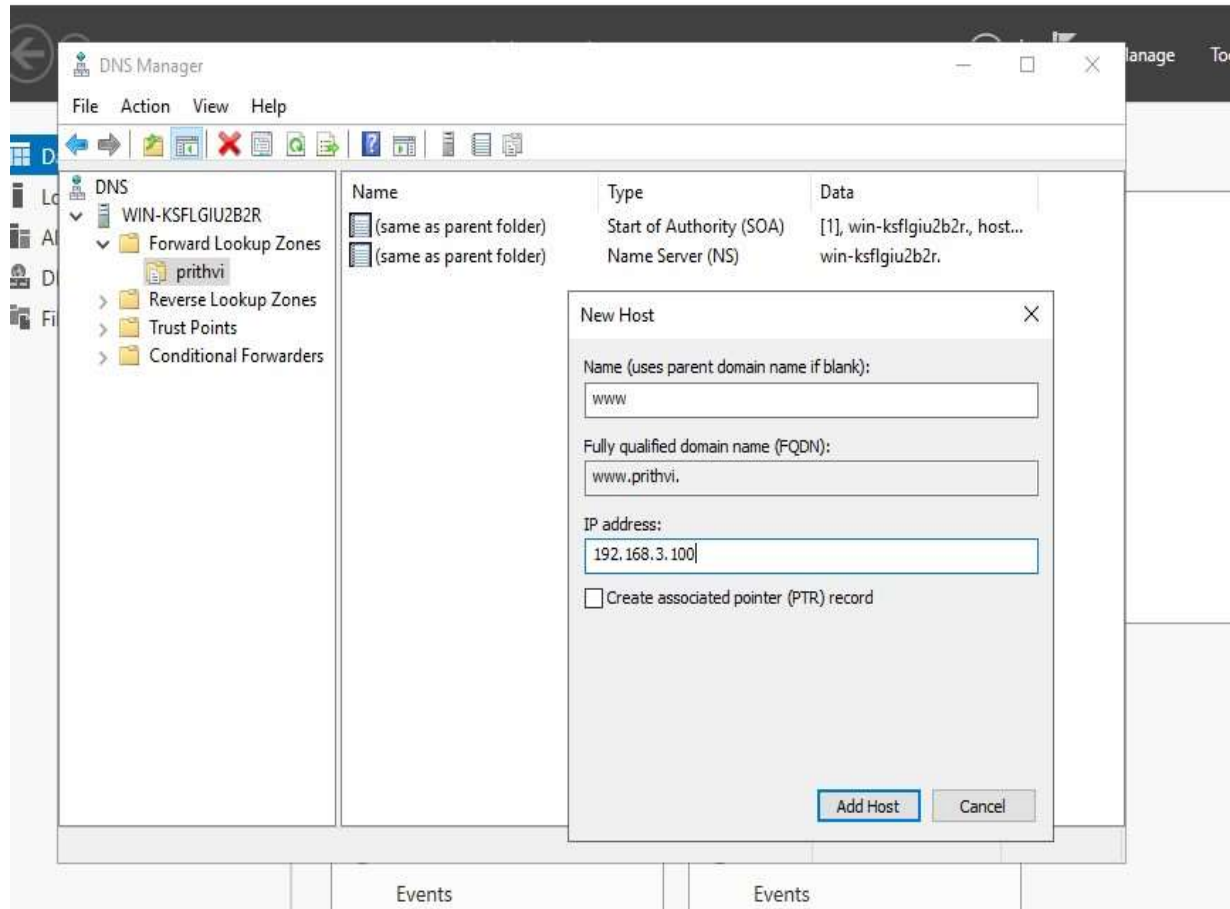 Manage
To
DNS Manager
File Action View Help
DNS
WIN-KSFLGIU2B2R
Forward Lookup Zones
prithvi
Reverse Lookup Zones
Trust Points
Conditional Forwarders
Name Type Data
(same as parent folder) Start of Authority (SOA) [1], win-ksflgiu2b2r., host...
(same as parent folder) Name Server (NS) win-ksflgiu2b2r.
New Host
Name (uses parent domain name if blank):
www
Fully qualified domain name (FQDN):
www.prithvi.
IP address:
192.168.3.100
Create associated pointer (PTR) record
Add Host Cancel
Events Events